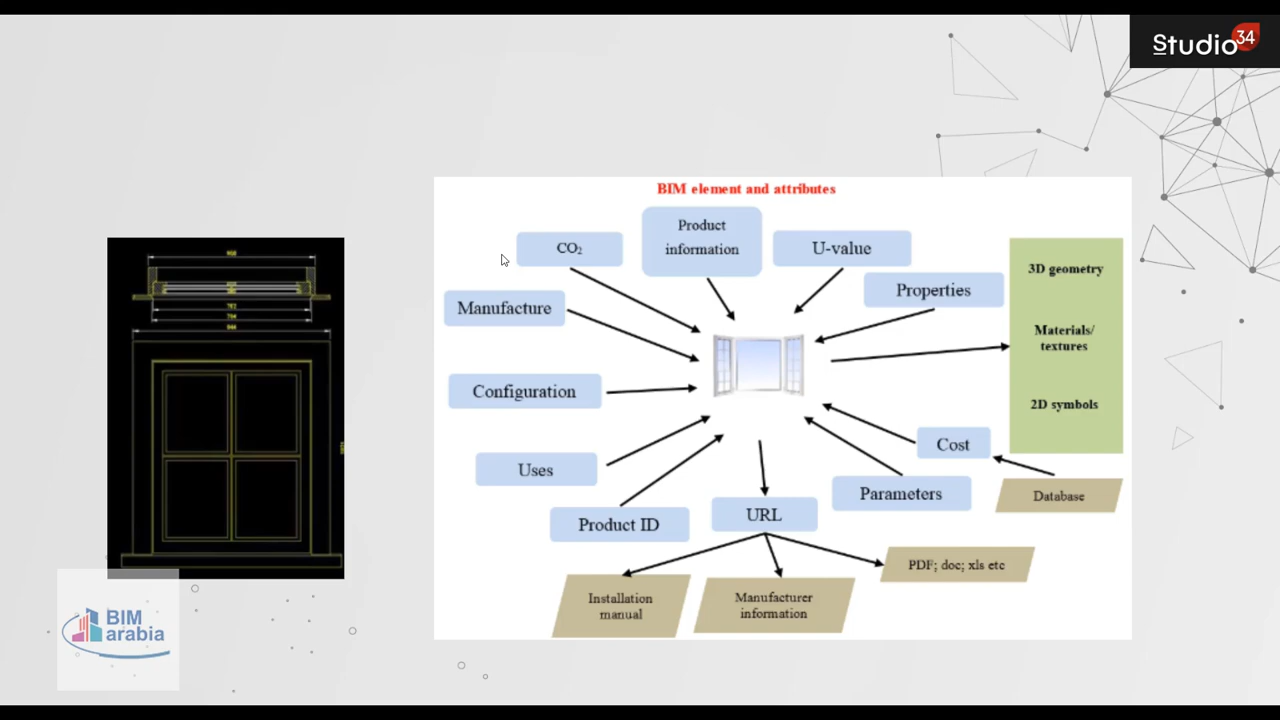 Studio34
BIM element and attributes
CO₂
Product
information
U-value
Properties
Manufacture
3D geometry
Materials/
textures
2D symbols
Configuration
Cost
Uses
Parameters
Database
Product ID
URL
PDF; doc; xls etc
Installation
manual
Manufacturer
information
BIM
arabia